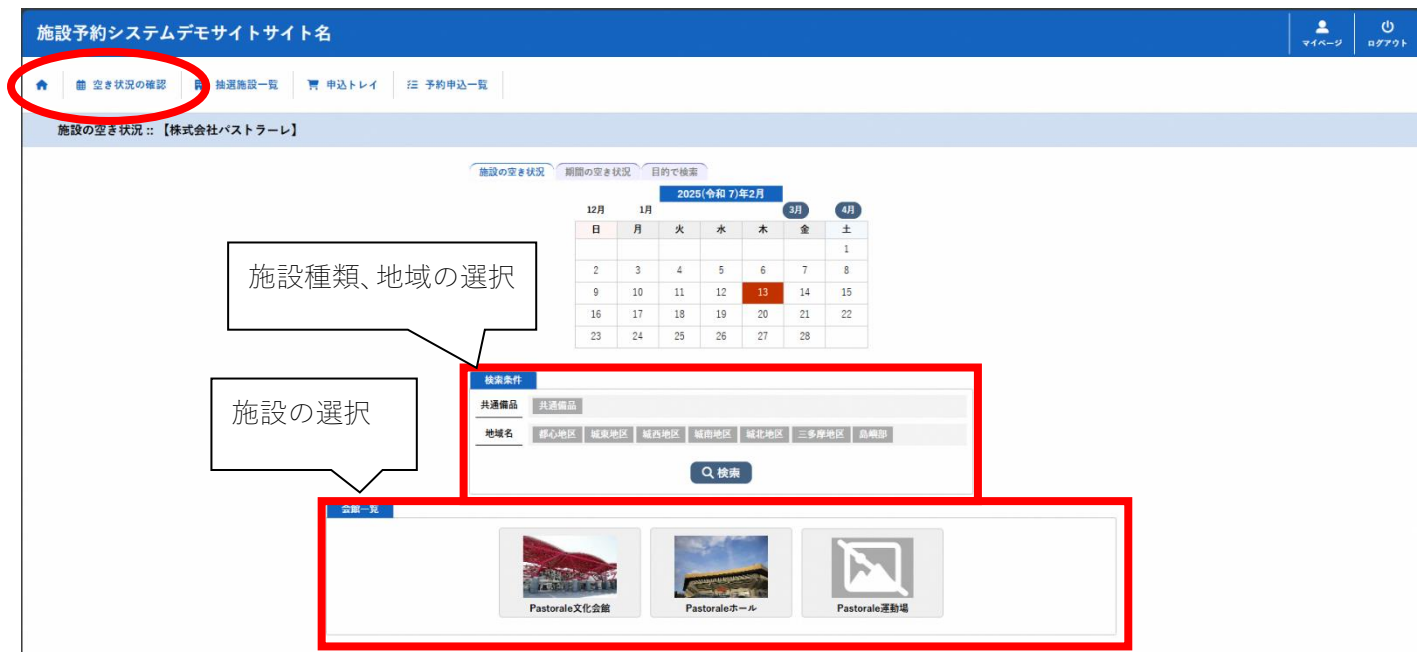 施設予約システムデモサイトサイト名
マイページ
ログアウト
空き状況の確認
抽選施設一覧
申込トレイ
予約申込一覧
施設の空き状況 :: 【株式会社パストラーレ】
施設の空き状況 期間の空き状況 目的で検索
2025(令和 7)年2月
12月 1月 3月 4月
日 月 火 水 木 金 土
1
2 3 4 5 6 7 8
9 10 11 12 13 14 15
16 17 18 19 20 21 22
23 24 25 26 27 28
施設種類、地域の選択
検索条件
共通備品 共通備品
地域名 都心地区 城東地区 城西地区 城南地区 城北地区 三多摩地区 島嶼部
検索
施設の選択
会館一覧
Pastorale文化会館
Pastoraleホール
Pastorale運動場